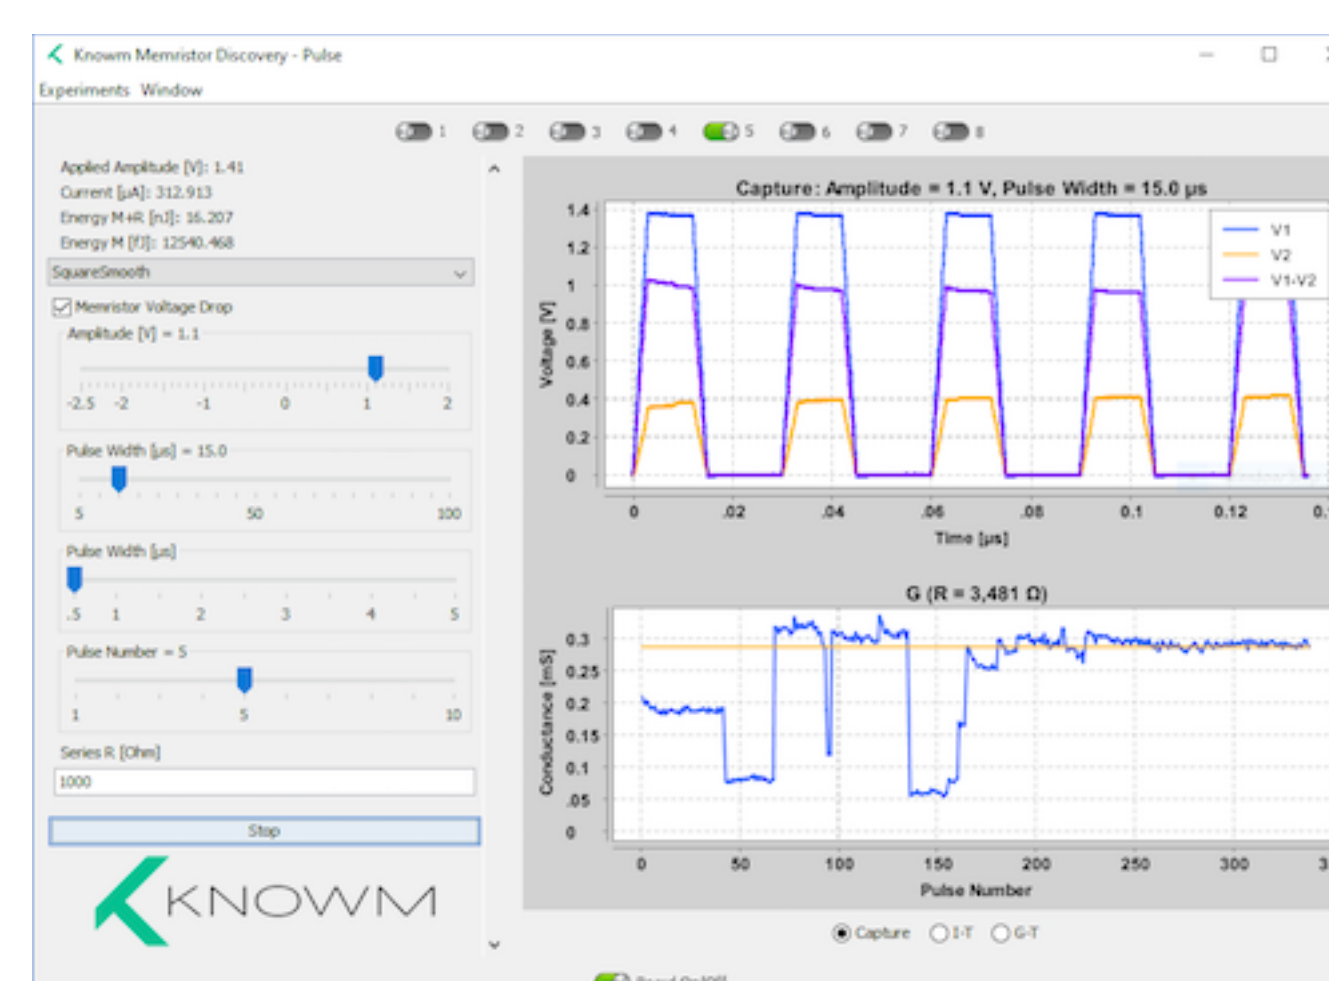 Knowm Memristor Discovery - Pulse
Experiments Window
1 2 3 4 5 6 7 8
Applied Amplitude [V]: 1.41
Current [µA]: 312.913
Energy M+R [nJ]: 16.207
Energy M [fJ]: 12540.468
SquareSmooth
Memristor Voltage Drop
Amplitude [V] = 1.1
-2.5 -2 -1 0 1 2
Pulse Width [µs] = 15.0
5 50 100
Pulse Width [µs]
.5 1 2 3 4 5
Pulse Number = 5
1 5 10
Series R [Ohm]
1000
Stop
KNOWM
Capture: Amplitude = 1.1 V, Pulse Width = 15.0 µs
V1
V2
V1-V2
Voltage [V]
1.4
1.2
1
0.8
0.6
0.4
0.2
0
0 .02 .04 .06 .08 0.1 0.12
Time [µs]
G (R = 3,481 Ω)
Conductance [mS]
0.3
0.25
0.2
0.15
0.1
.05
0
0 50 100 150 200 250 300
Pulse Number
Capture I-T G-T